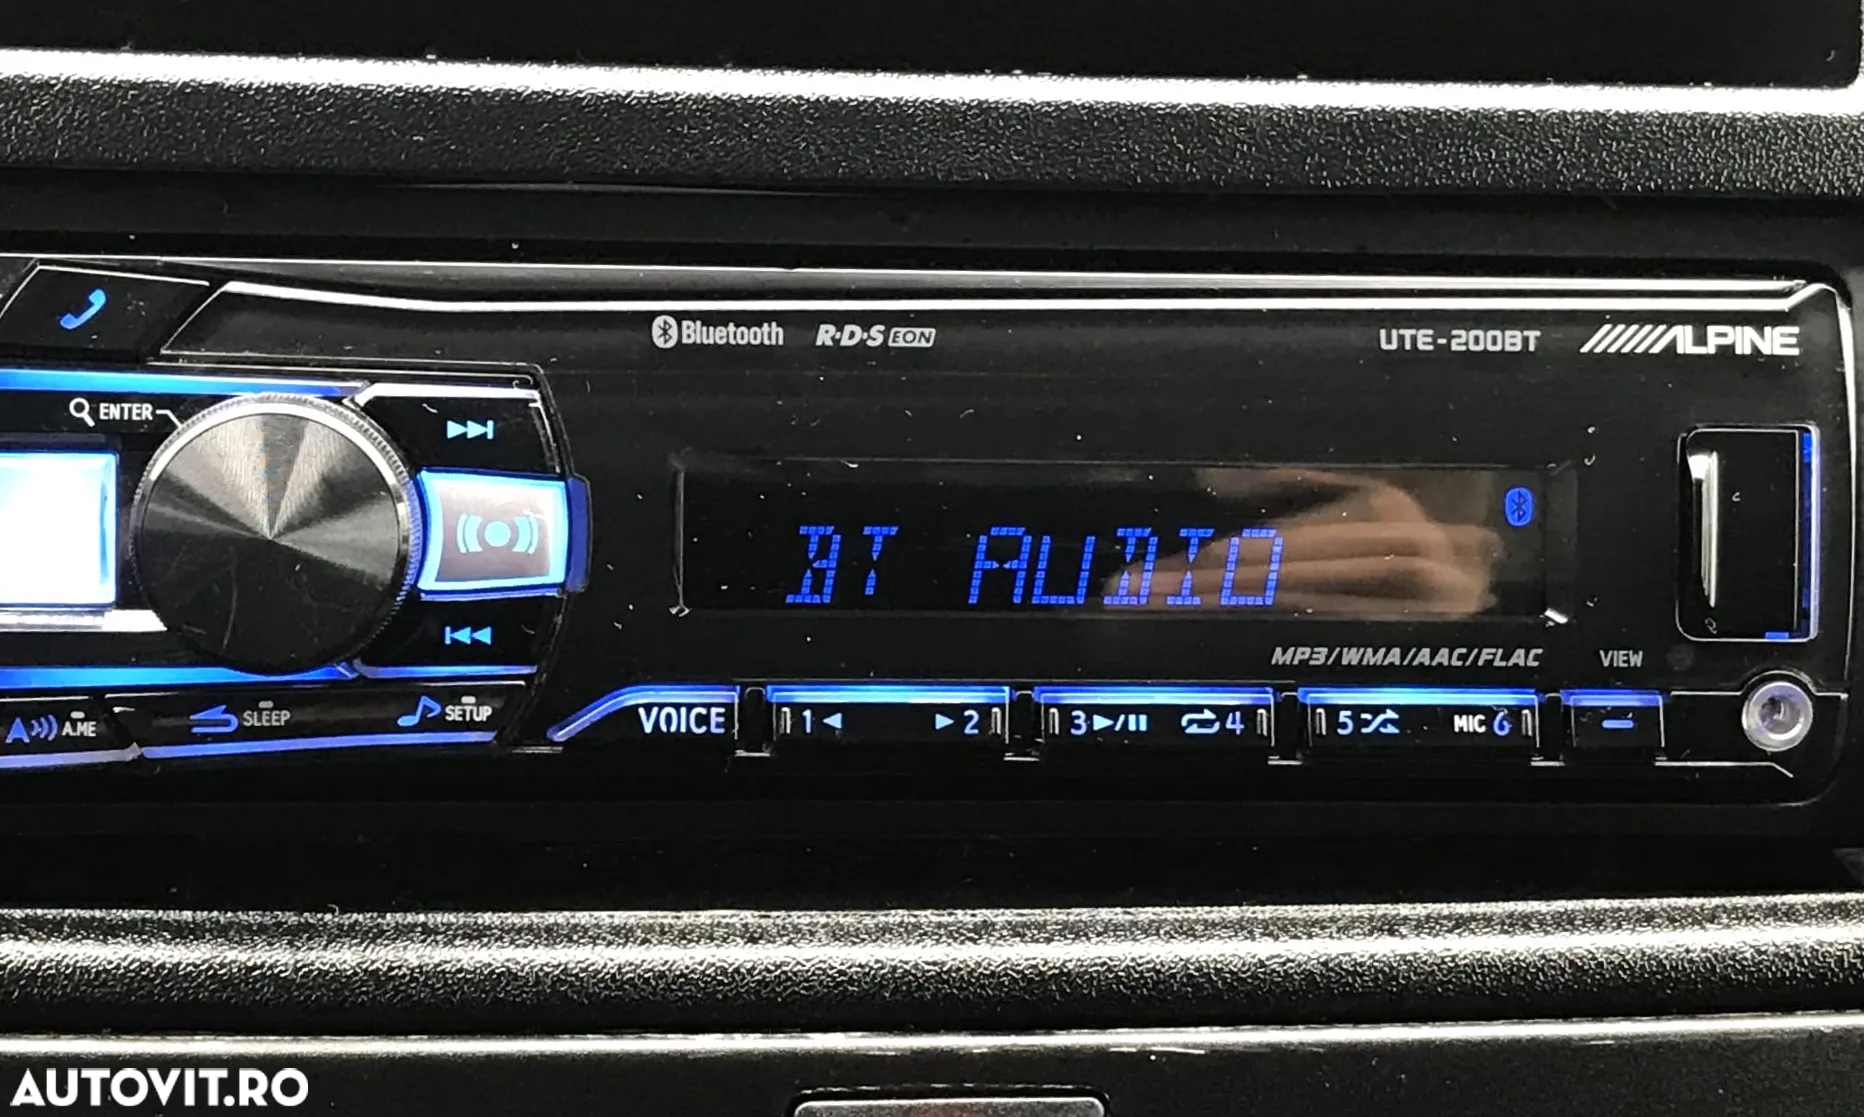 Bluetooth R·D·S EON UTE-200BT ALPINE
ENTER
BT AUDIO
MP3/WMA/AAC/FLAC VIEW
A.ME SLEEP SETUP VOICE 1 2 3 4 5 MIC 6
AUTOVIT.RO